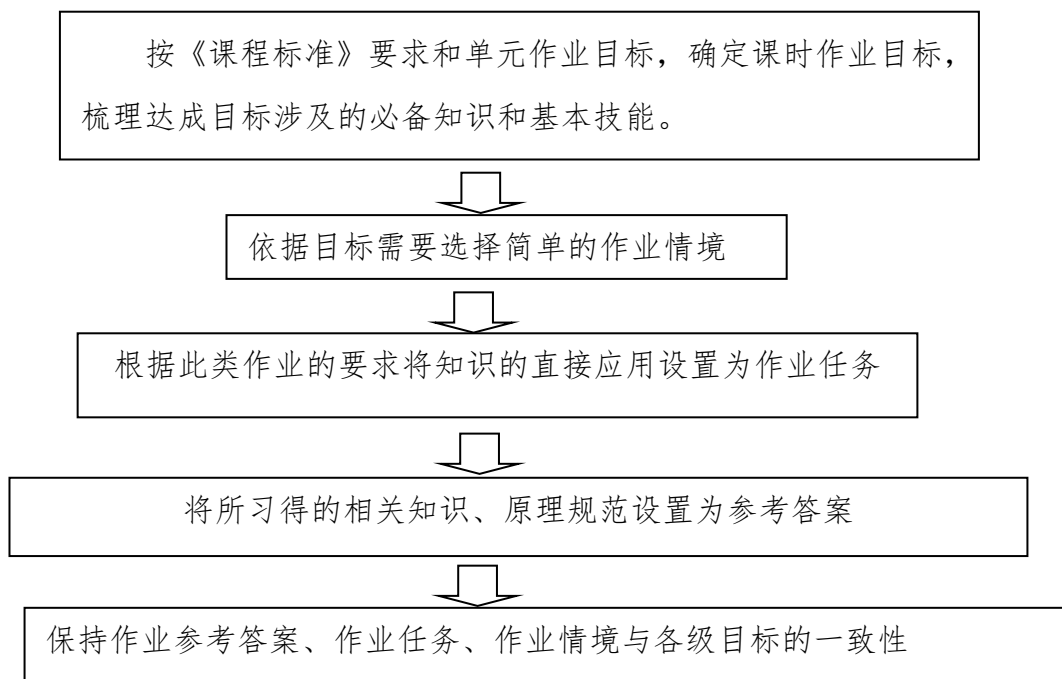 按《课程标准》要求和单元作业目标，确定课时作业目标，
梳理达成目标涉及的必备知识和基本技能。
依据目标需要选择简单的作业情境
根据此类作业的要求将知识的直接应用设置为作业任务
将所习得的相关知识、原理规范设置为参考答案
保持作业参考答案、作业任务、作业情境与各级目标的一致性